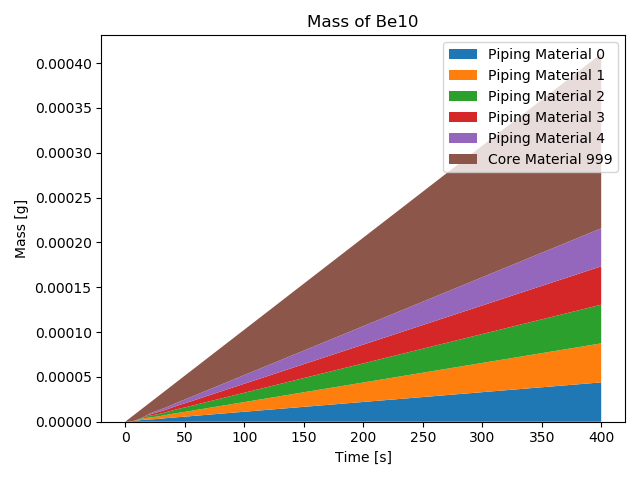 Mass of Be10
Piping Material 0
Piping Material 1
Piping Material 2
Piping Material 3
Piping Material 4
Core Material 999
0.00040
0.00035
0.00030
0.00025
0.00020
0.00015
0.00010
0.00005
0.00000
Mass [g]
0 50 100 150 200 250 300 350 400
Time [s]